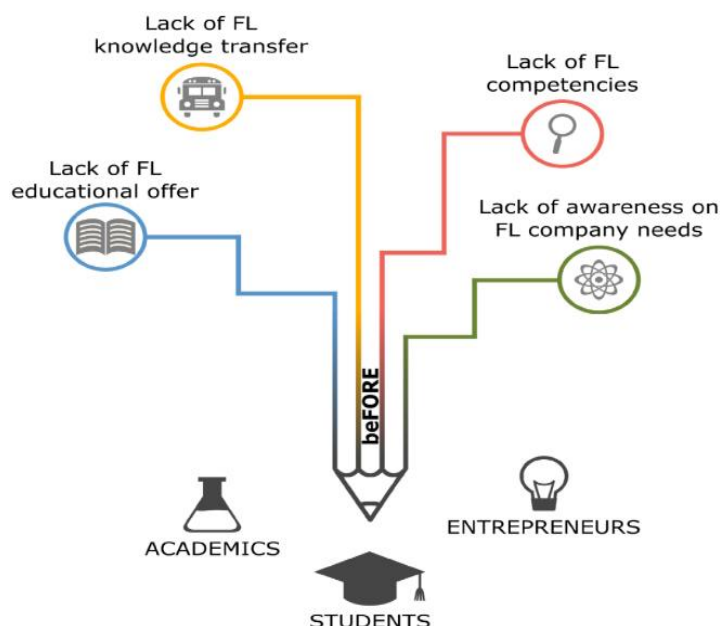 Lack of FL
knowledge transfer
Lack of FL
competencies
Lack of FL
educational offer
Lack of awareness on
FL company needs
beFORE
ACADEMICS
ENTREPRENEURS
STUDENTS